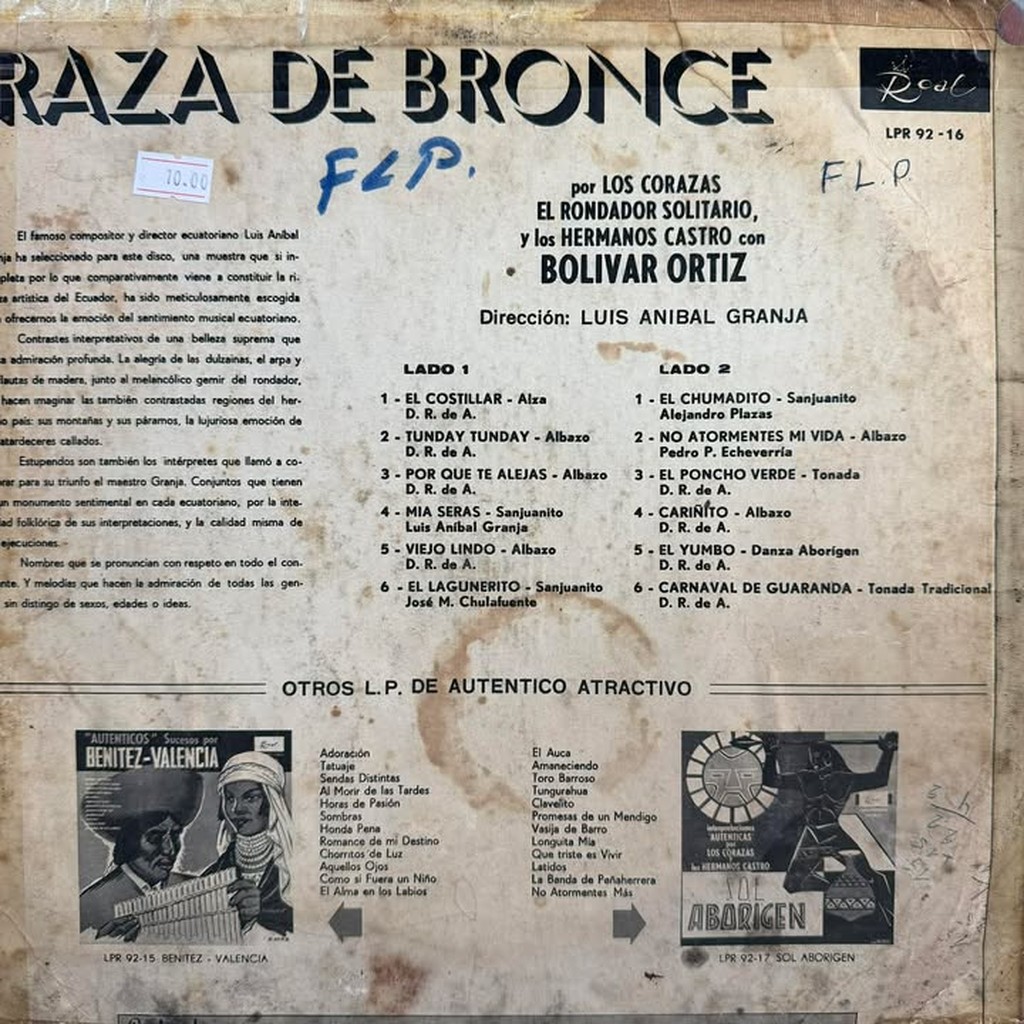 RAZA DE BRONCE
Real
LPR 92-16
10.00
FLP.
F L.P.
por LOS CORAZAS
EL RONDADOR SOLITARIO,
y los HERMANOS CASTRO con
BOLIVAR ORTIZ
Dirección: LUIS ANIBAL GRANJA
El famoso compositor y director ecuatoriano Luis Aníbal
nja ha seleccionado para este disco, una muestra que si in-
pleta por lo que comparativamente viene a constituir la ri-
za artística del Ecuador, ha sido meticulosamente escogida
ofrecernos la emoción del sentimiento musical ecuatoriano.
Contrastes interpretativos de una belleza suprema que
a admiración profunda. La alegría de las dulzainas, el arpa y
lautas de madera, junto al melancólico gemir del rondador,
hacen imaginar las también contrastadas regiones del her-
o país: sus montañas y sus páramos, la lujuriosa emoción de
atardeceres callados.
Estupendos son también los intérpretes que llamó a co-
rar para su triunfo el maestro Granja. Conjuntos que tienen
un monumento sentimental en cada ecuatoriano, por la inte-
dad folklórica de sus interpretaciones, y la calidad misma de
ejecuciones.-
Nombres que se pronuncian con respeto en todo el con-
nte. Y melodías que hacen la admiración de todas las gen-
sin distingo de sexos, edades o ideas.
LADO 1
1 - EL COSTILLAR - Alza
D. R. de A.
2 - TUNDAY TUNDAY - Albazo
D. R. de A.
3 - POR QUE TE ALEJAS - Albazo
D. R. de A.
4 - MIA SERAS - Sanjuanito
Luis Aníbal Granja
5 - VIEJO LINDO - Albazo
D. R. de A.
6 - EL LAGUNERITO - Sanjuanito
José M. Chulafuente
LADO 2
1 - EL CHUMADITO - Sanjuanito
Alejandro Plazas
2 - NO ATORMENTES MI VIDA - Albazo
Pedro P. Echeverría
3 - EL PONCHO VERDE - Tonada
D. R. de A.
4 - CARIÑITO - Albazo
D. R. de A.
5 - EL YUMBO - Danza Aborígen
D. R. de A.
6 - CARNAVAL DE GUARANDA - Tonada Tradicional
D. R. de A.
OTROS L.P. DE AUTENTICO ATRACTIVO
"AUTENTICOS" Sucesos por
BENITEZ-VALENCIA
Real
LPR 92-15 BENITEZ - VALENCIA
Adoración
Tatuaje
Sendas Distintas
Al Morir de las Tardes
Horas de Pasión
Sombras
Honda Pena
Romance de mi Destino
Chorritos de Luz
Aquellos Ojos
Como si Fuera un Niño
El Alma en los Labios
El Auca
Amaneciendo
Toro Barroso
Tungurahua
Clavelito
Promesas de un Mendigo
Vasija de Barro
Longuita Mia
Que triste es Vivir
Latidos
La Banda de Peñaherrera
No Atormentes Más
interpretaciones
AUTENTICAS
por
LOS CORAZAS
los HERMANOS CASTRO
SOL
ABORIGEN
LPR 92-17 SOL ABORIGEN